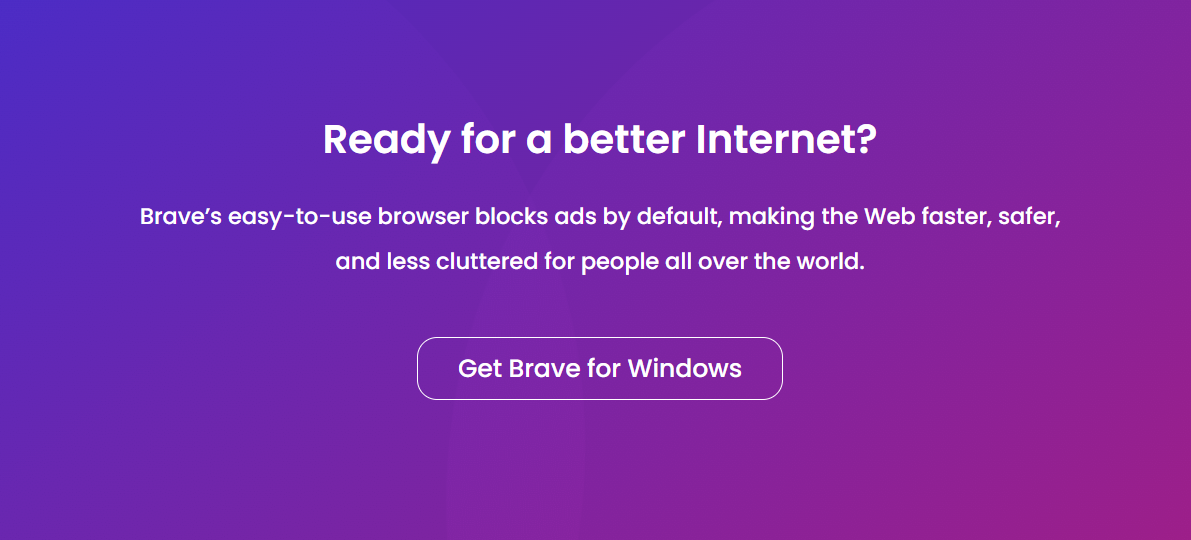 Ready for a better Internet?
Brave’s easy-to-use browser blocks ads by default, making the Web faster, safer,
and less cluttered for people all over the world.
Get Brave for Windows